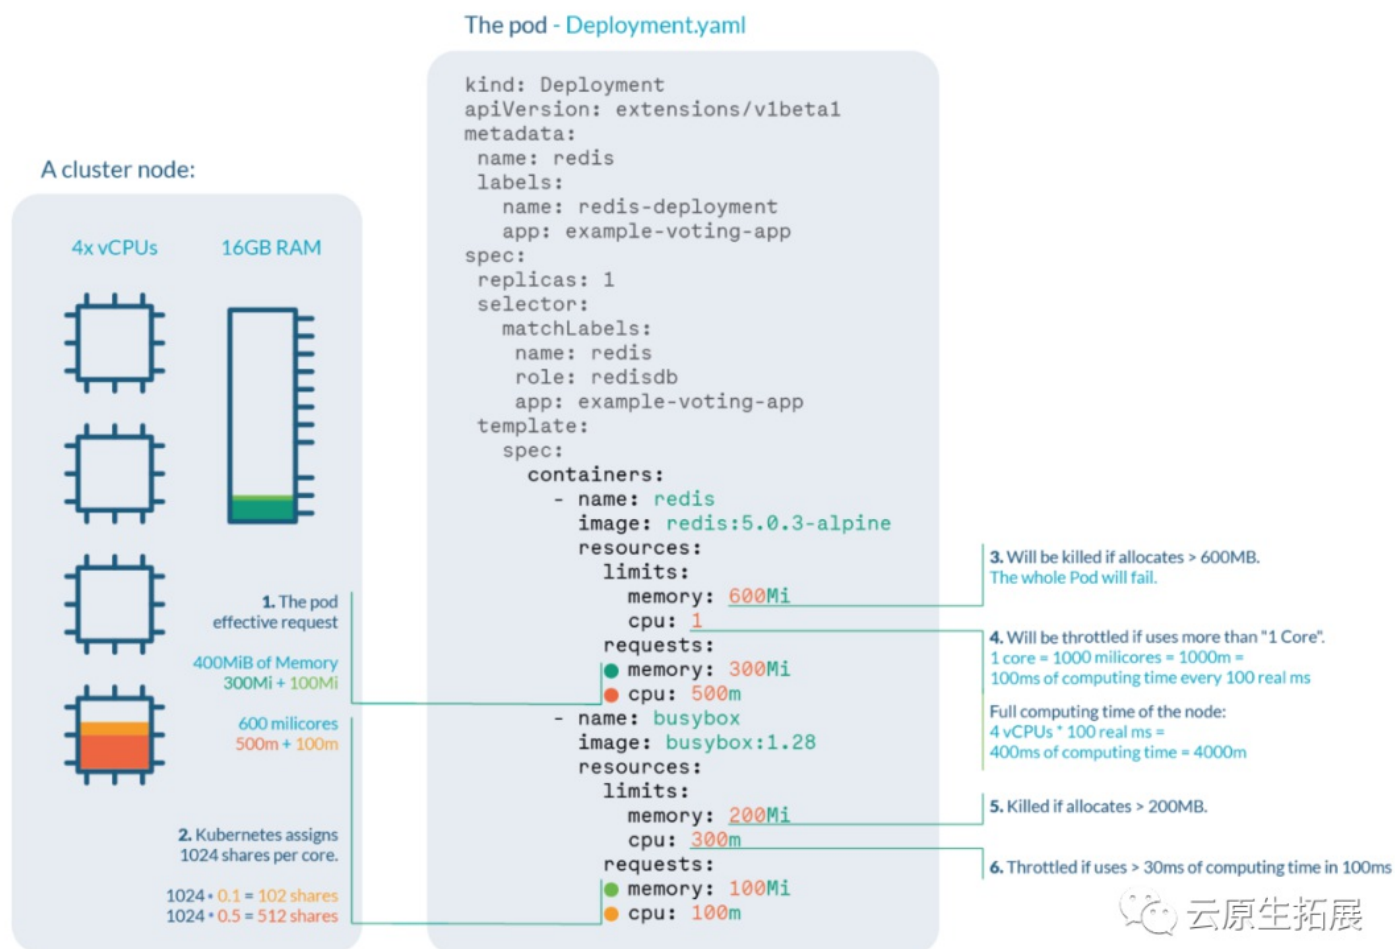 The pod - Deployment.yaml
kind: Deployment
apiVersion: extensions/v1beta1
metadata:
name: redis
labels:
name: redis-deployment
app: example-voting-app
spec:
replicas: 1
selector:
matchLabels:
name: redis
role: redisdb
app: example-voting-app
template:
spec:
containers:
- name: redis
image: redis:5.0.3-alpine
resources:
limits:
memory: 600Mi
cpu: 1
requests:
memory: 300Mi
cpu: 500m
- name: busybox
image: busybox:1.28
resources:
limits:
memory: 200Mi
cpu: 300m
requests:
memory: 100Mi
cpu: 100m
A cluster node:
4x vCPUs
16GB RAM
1. The pod
effective request
400MiB of Memory
300Mi + 100Mi
600 milicores
500m + 100m
2. Kubernetes assigns
1024 shares per core.
1024 * 0.1 = 102 shares
1024 * 0.5 = 512 shares
3. Will be killed if allocates > 600MB.
The whole Pod will fail.
4. Will be throttled if uses more than "1 Core".
1 core = 1000 milicores = 1000m =
100ms of computing time every 100 real ms
Full computing time of the node:
4 vCPUs * 100 real ms =
400ms of computing time = 4000m
5. Killed if allocates > 200MB.
6. Throttled if uses > 30ms of computing time in 100ms
云原生拓展